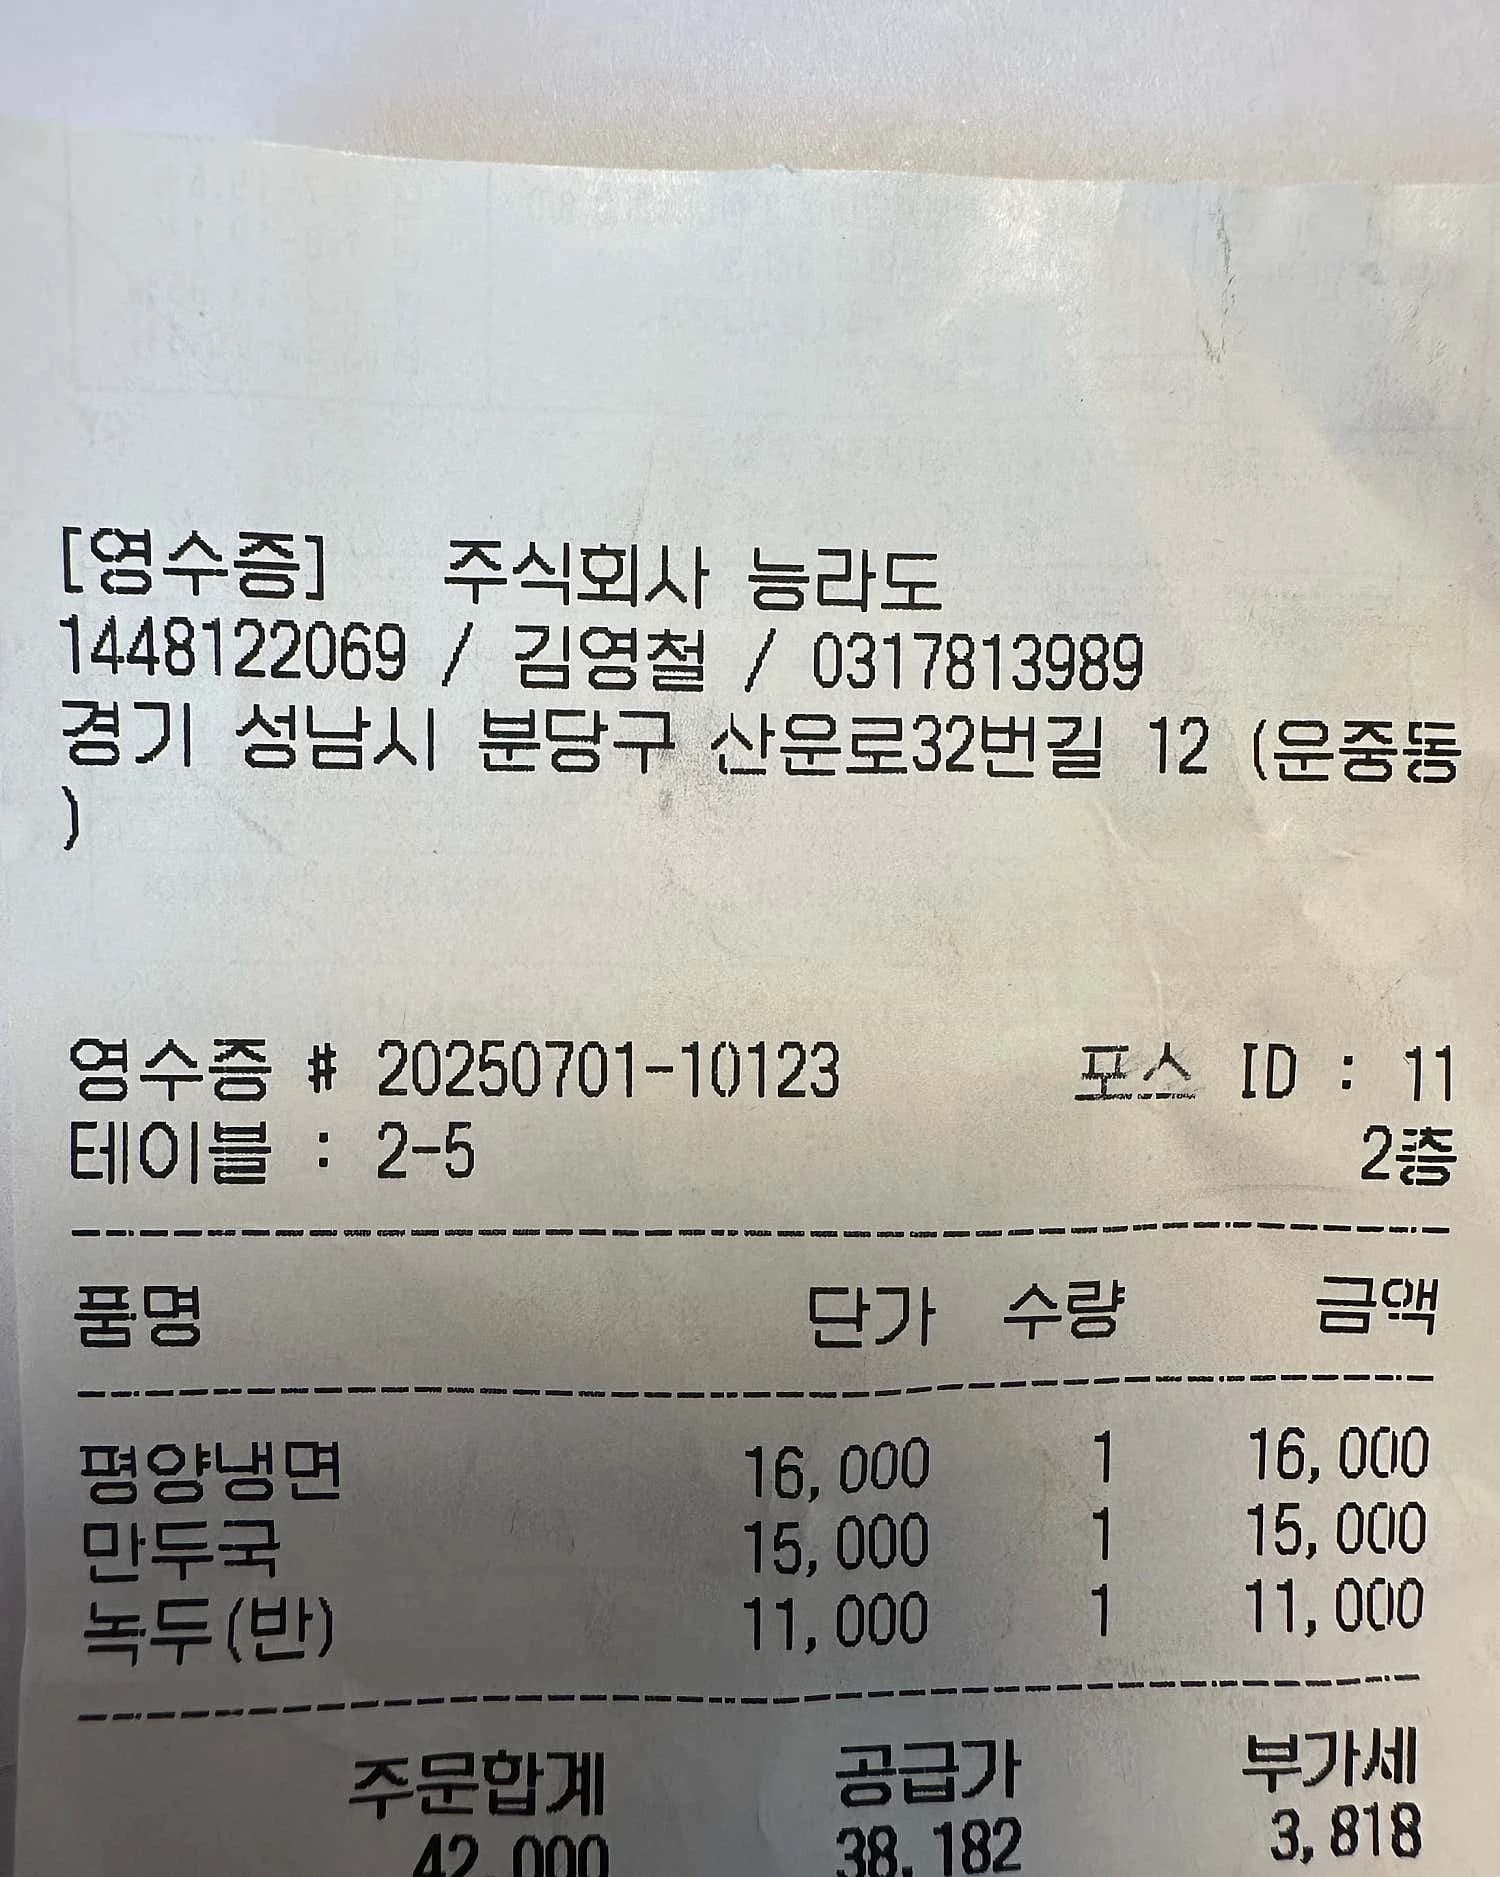 [영수증] 주식회사 능라도
1448122069 / 김영철 / 0317813989
경기 성남시 분당구 산운로32번길 12 (운중동
)
영수증 # 20250701-10123 포스 ID : 11
테이블 : 2-5 2층
품명 단가 수량 금액
평양냉면 16,000 1 16,000
만두국 15,000 1 15,000
녹두(반) 11,000 1 11,000
주문합계 공급가 부가세
42,000 38,182 3,818